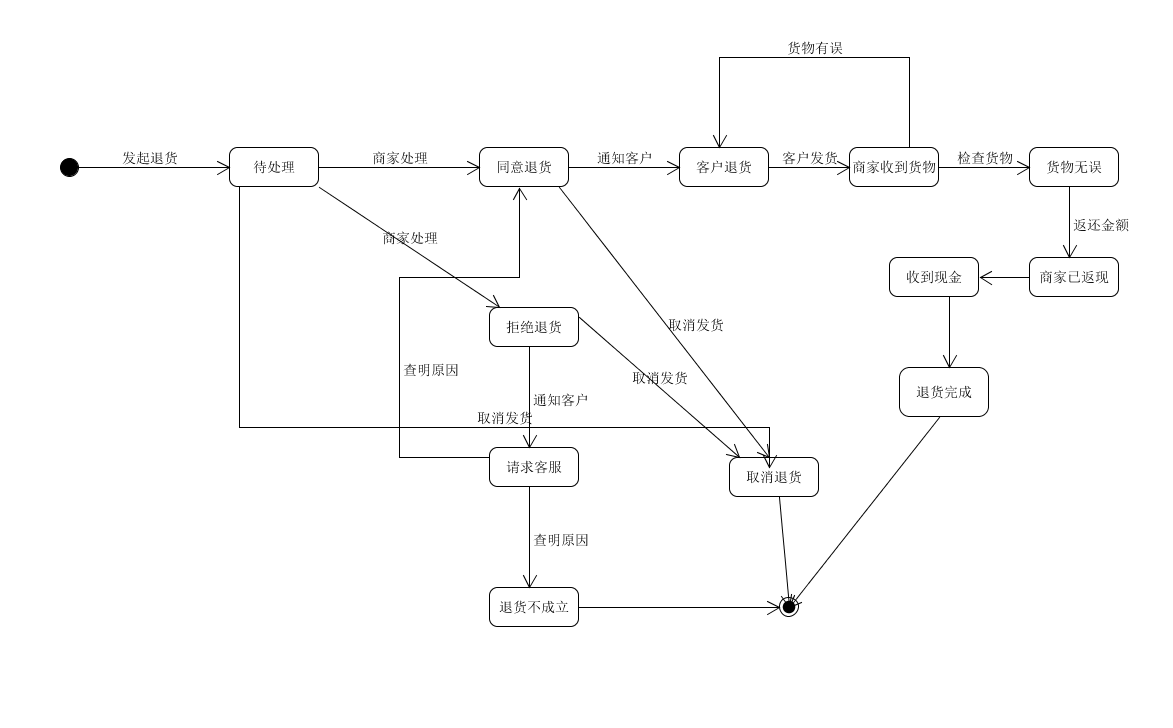 货物有误
发起退货
待处理
商家处理
同意退货
通知客户
客户退货
客户发货
商家收到货物
检查货物
货物无误
返还金额
商家处理
收到现金
商家已返现
拒绝退货
取消发货
查明原因
取消发货
退货完成
通知客户
取消发货
请求客服
取消退货
查明原因
退货不成立